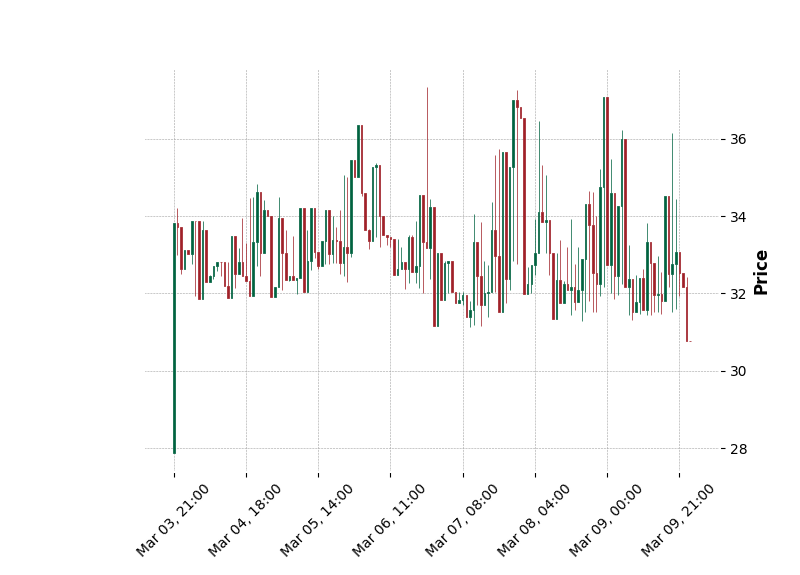 36
34
32
30
28
Price
Mar 03, 21:00
Mar 04, 18:00
Mar 05, 14:00
Mar 06, 11:00
Mar 07, 08:00
Mar 08, 04:00
Mar 09, 00:00
Mar 09, 21:00